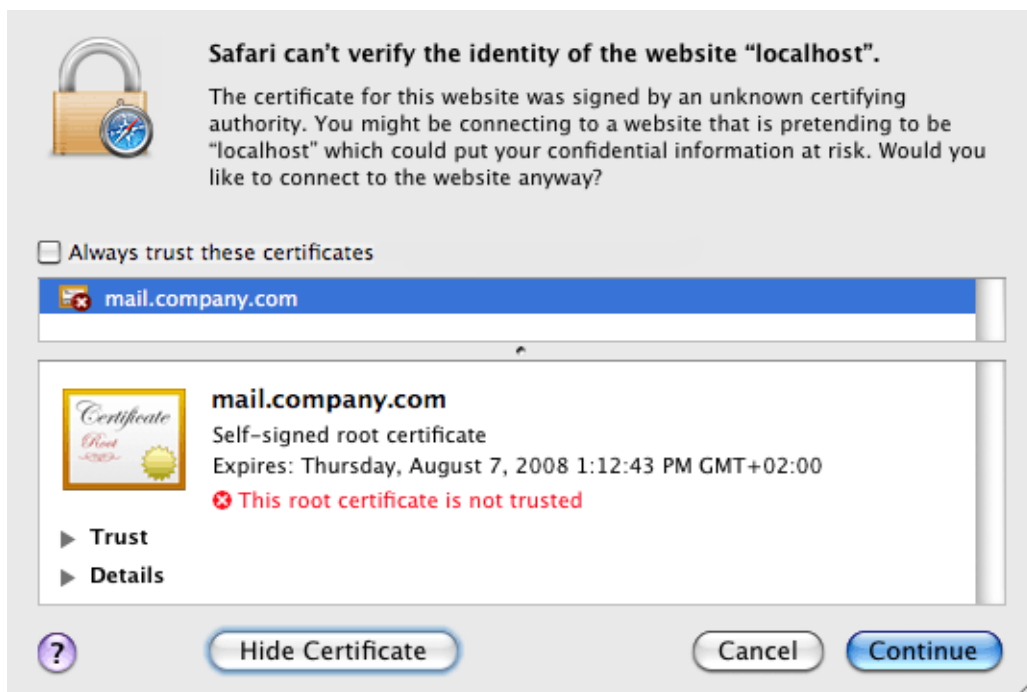 Safari can't verify the identity of the website “localhost”.
The certificate for this website was signed by an unknown certifying
authority. You might be connecting to a website that is pretending to be
“localhost” which could put your confidential information at risk. Would you
like to connect to the website anyway?
Always trust these certificates
mail.company.com
Certificate
Root
mail.company.com
Self-signed root certificate
Expires: Thursday, August 7, 2008 1:12:43 PM GMT+02:00
This root certificate is not trusted
Trust
Details
?
Hide Certificate
Cancel
Continue